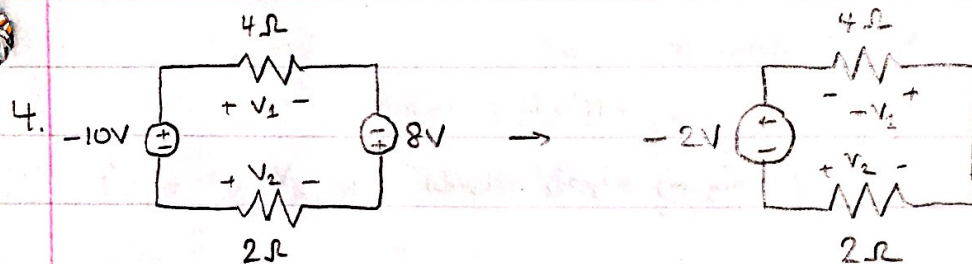 4Ω 4Ω
+ V1 − − −V1 +
4. −10V + − − + 8V → −2V + −
+ V2 − + V2 −
2Ω 2Ω